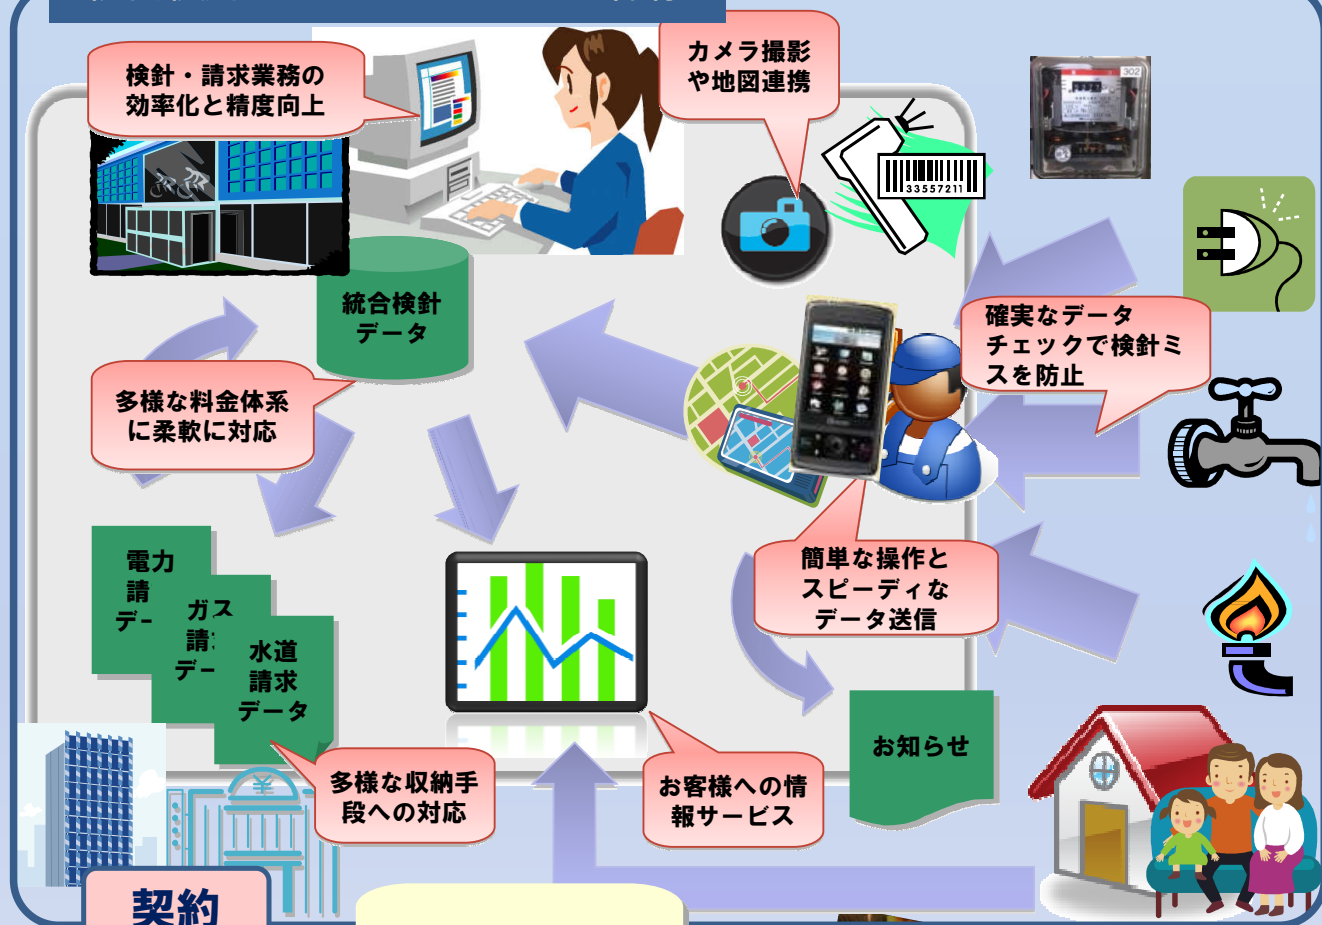 検針・請求業務の
効率化と精度向上
カメラ撮影
や地図連携
302
33557211
統合検針
データ
確実なデータ
チェックで検針ミ
スを防止
多様な料金体系
に柔軟に対応
簡単な操作と
スピーディな
データ送信
電力
請
デー
ガス
請
デー
水道
請求
データ
お知らせ
多様な収納手
段への対応
お客様への情
報サービス
¥
契約